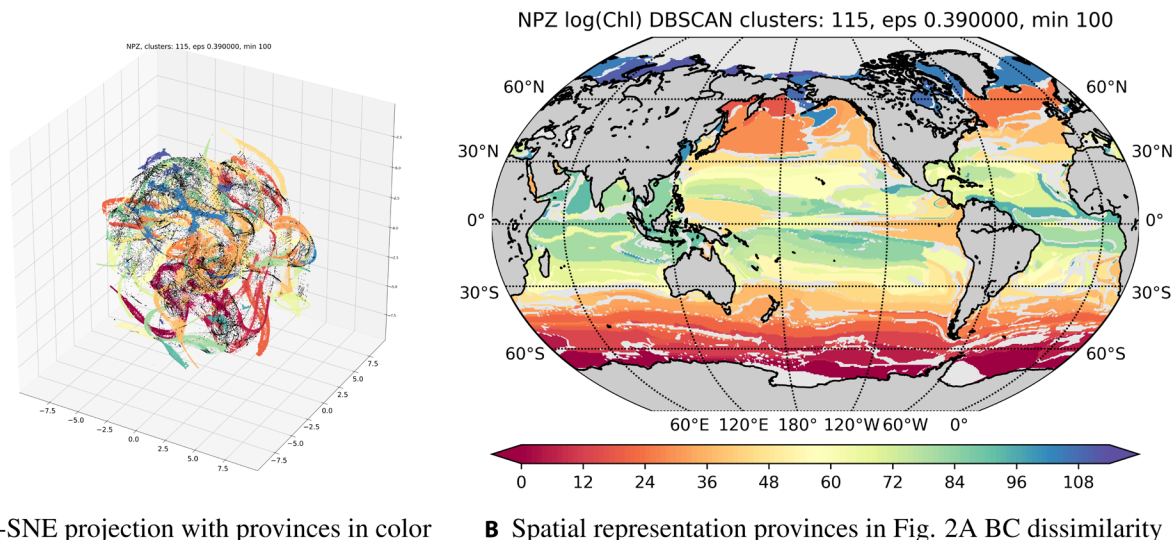 NPZ, clusters: 115, eps 0.390000, min 100
−7.5
−5.0
−2.5
0.0
2.5
5.0
7.5
−7.5
−5.0
−2.5
0.0
2.5
5.0
7.5
NPZ log(Chl) DBSCAN clusters: 115, eps 0.390000, min 100
60°N 60°N
30°N 30°N
0° 0°
30°S 30°S
60°S 60°S
60°E 120°E 180° 120°W 60°W 0°
0 12 24 36 48 60 72 84 96 108
-SNE projection with provinces in color
B Spatial representation provinces in Fig. 2A BC dissimilarity